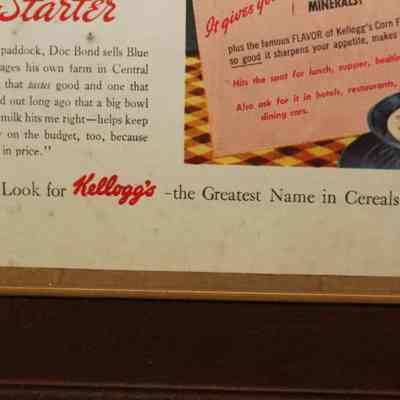 Starter
paddock, Doc Bond sells Blue
ages his own farm in Central
that tastes good and one that
d out long ago that a big bowl
milk hits me right—helps keep
on the budget, too, because
in price."
It gives you
MINERALS!
plus the famous FLAVOR of Kellogg's Corn F
so good it sharpens your appetite, makes
Hits the spot for lunch, supper, bedtim
Also ask for it in hotels, restaurants,
dining cars.
Look for Kellogg's -the Greatest Name in Cereals